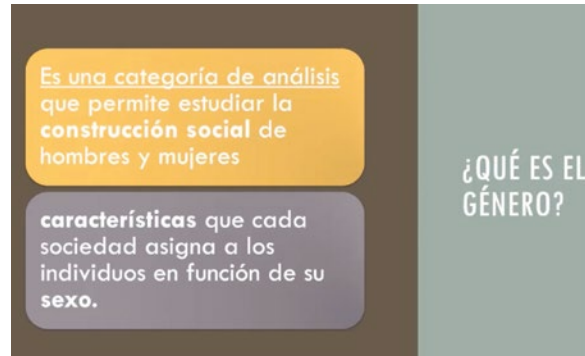 Es una categoría de análisis
que permite estudiar la
construcción social de
hombres y mujeres
características que cada
sociedad asigna a los
individuos en función de su
sexo.
¿QUÉ ES EL
GÉNERO?